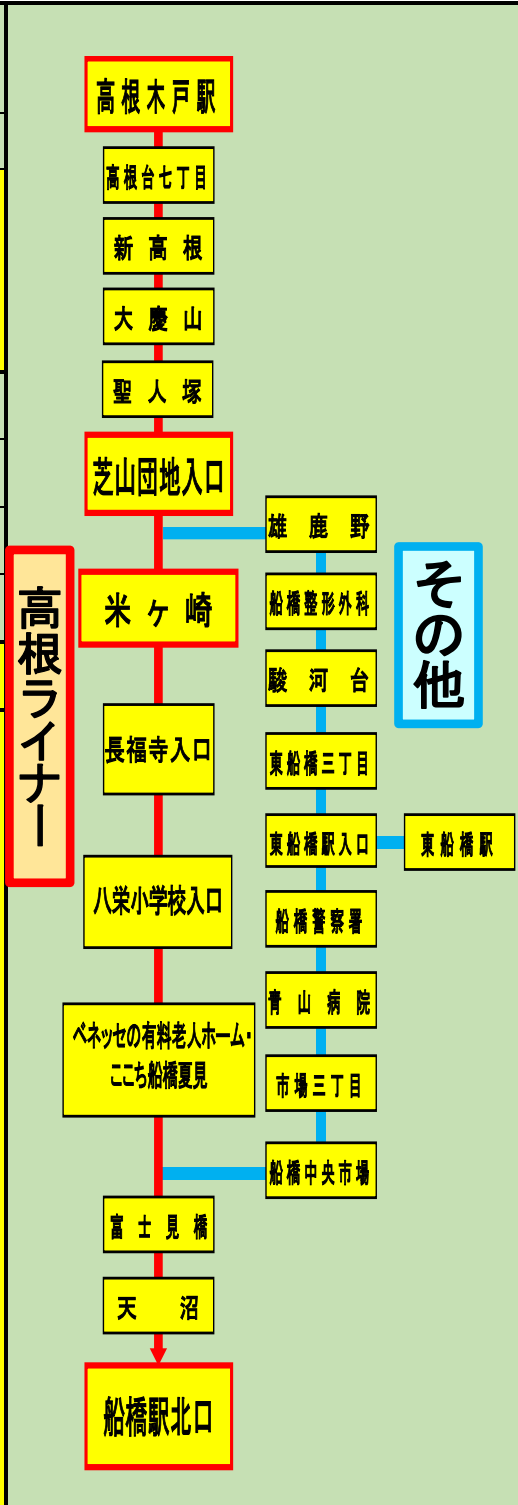 高根木戸駅
高根台七丁目
新高根
大慶山
聖人塚
芝山団地入口
米ヶ崎
長福寺入口
八栄小学校入口
ベネッセの有料老人ホーム・
ここち船橋夏見
富士見橋
天沼
船橋駅北口
高根ライナー
雄鹿野
船橋整形外科
駿河台
東船橋三丁目
東船橋駅入口
東船橋駅
船橋警察署
青山病院
市場三丁目
船橋中央市場
その他